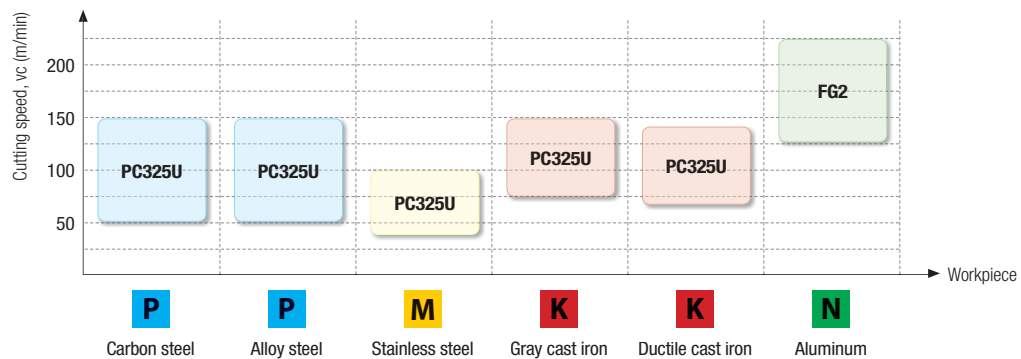 Cutting speed, vc (m/min)
200
150
100
50
PC325U
PC325U
PC325U
PC325U
PC325U
FG2
Workpiece
P
P
M
K
K
N
Carbon steel
Alloy steel
Stainless steel
Gray cast iron
Ductile cast iron
Aluminum